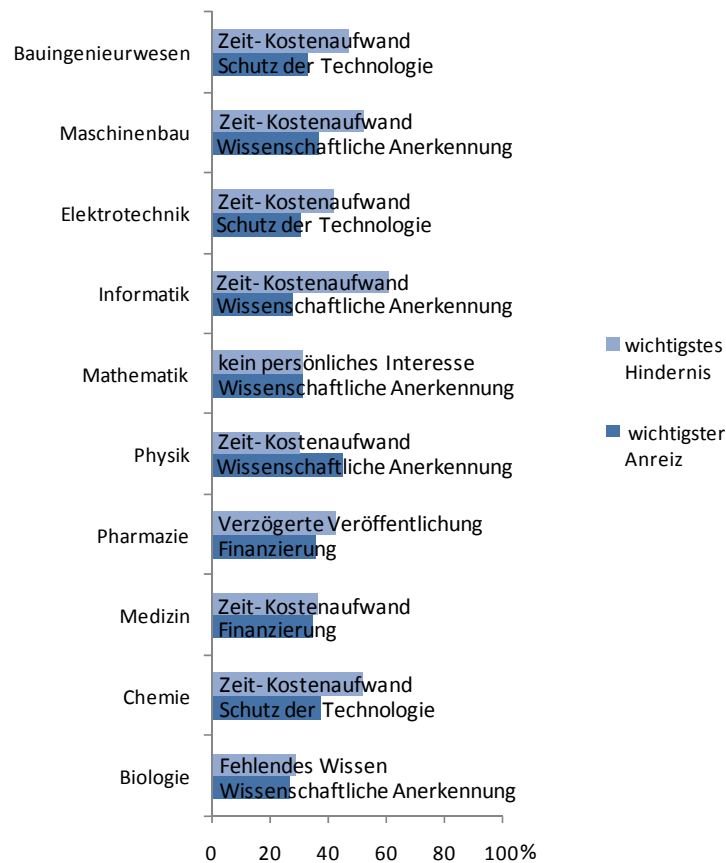 Bauingenieurwesen
Zeit-Kostenaufwand
Schutz der Technologie
Maschinenbau
Zeit-Kostenaufwand
Wissenschaftliche Anerkennung
Elektrotechnik
Zeit-Kostenaufwand
Schutz der Technologie
Informatik
Zeit-Kostenaufwand
Wissenschaftliche Anerkennung
Mathematik
kein persönliches Interesse
Wissenschaftliche Anerkennung
Physik
Zeit-Kostenaufwand
Wissenschaftliche Anerkennung
Pharmazie
Verzögerte Veröffentlichung
Finanzierung
Medizin
Zeit-Kostenaufwand
Finanzierung
Chemie
Zeit-Kostenaufwand
Schutz der Technologie
Biologie
Fehlendes Wissen
Wissenschaftliche Anerkennung
0 20 40 60 80 100%
wichtigstes
Hindernis
wichtigster
Anreiz